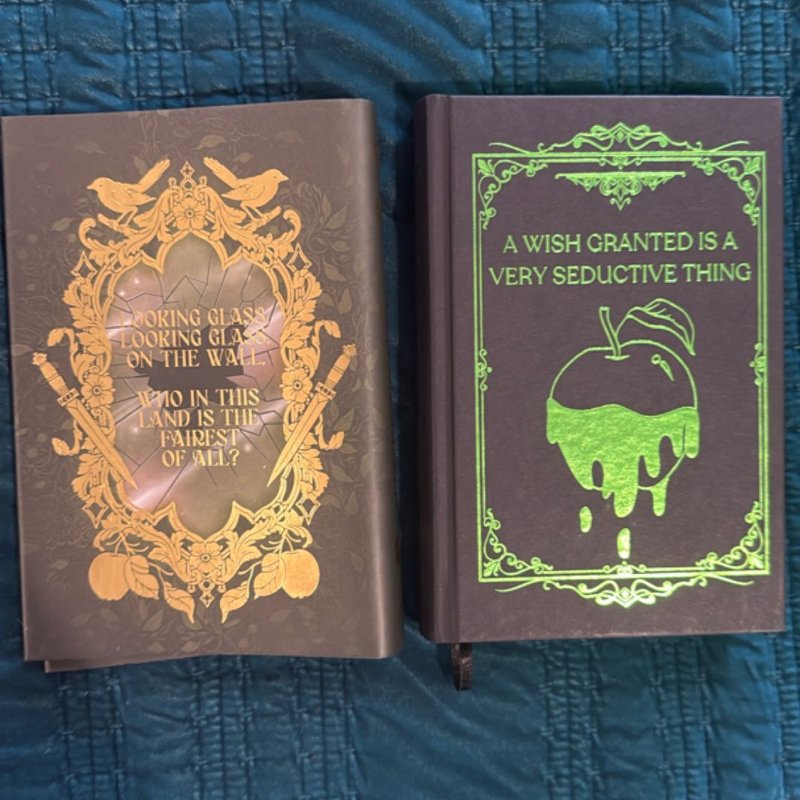 LOOKING GLASS,
LOOKING GLASS,
ON THE WALL,
WHO IN THIS
LAND IS THE
FAIREST
OF ALL?
A WISH GRANTED IS A
VERY SEDUCTIVE THING